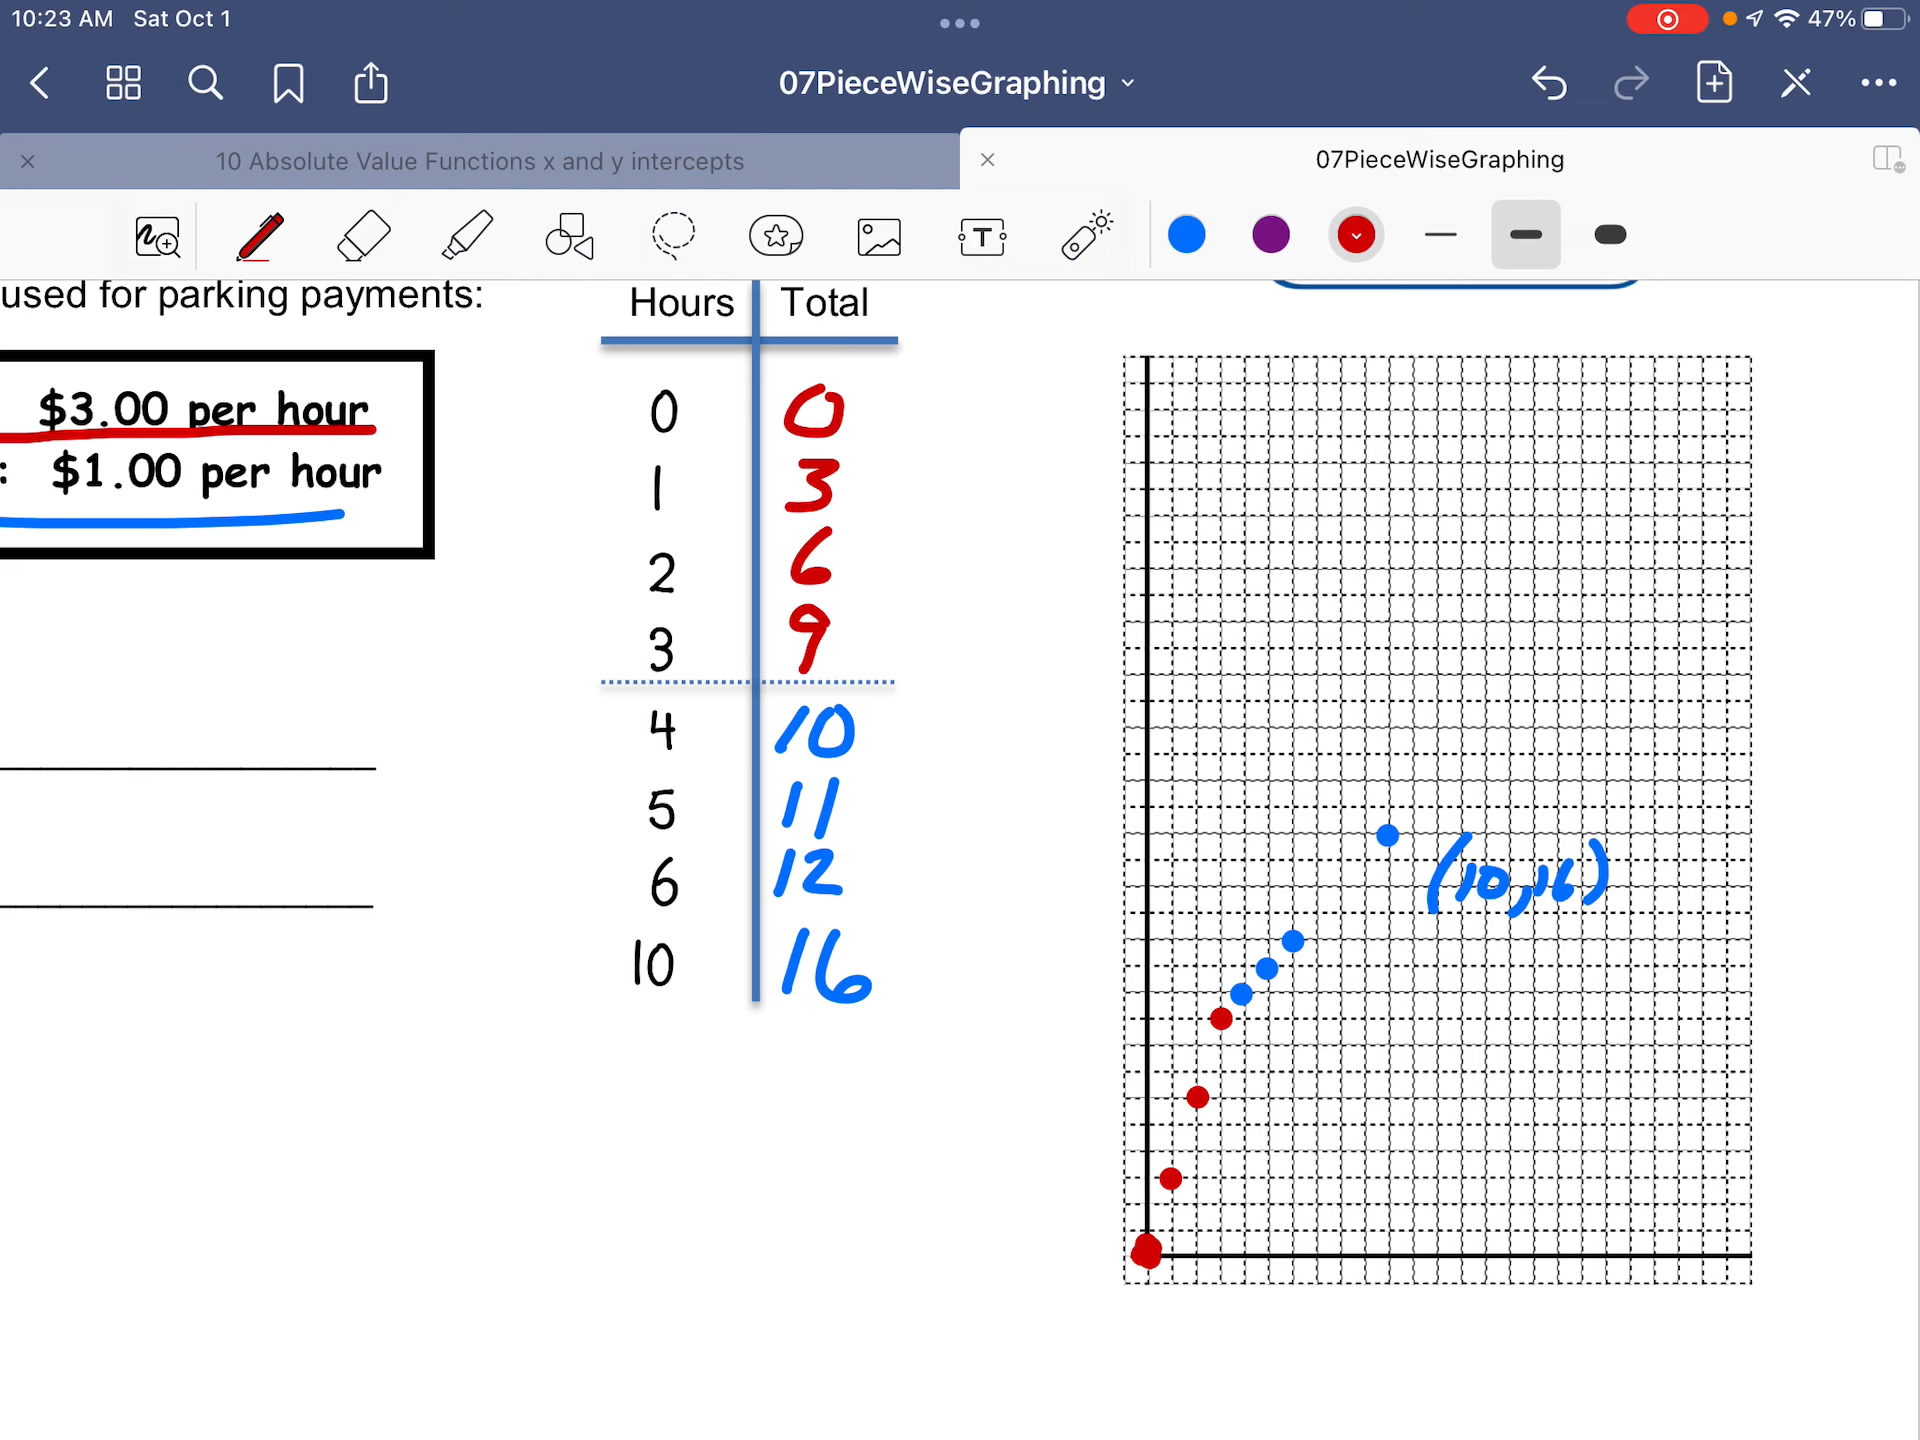 10:23 AM Sat Oct 1
47%
07PieceWiseGraphing
10 Absolute Value Functions x and y intercepts
07PieceWiseGraphing
used for parking payments:
$3.00 per hour
: $1.00 per hour
Hours Total
0 0
1 3
2 6
3 9
4 10
5 11
6 12
10 16
(10,16)